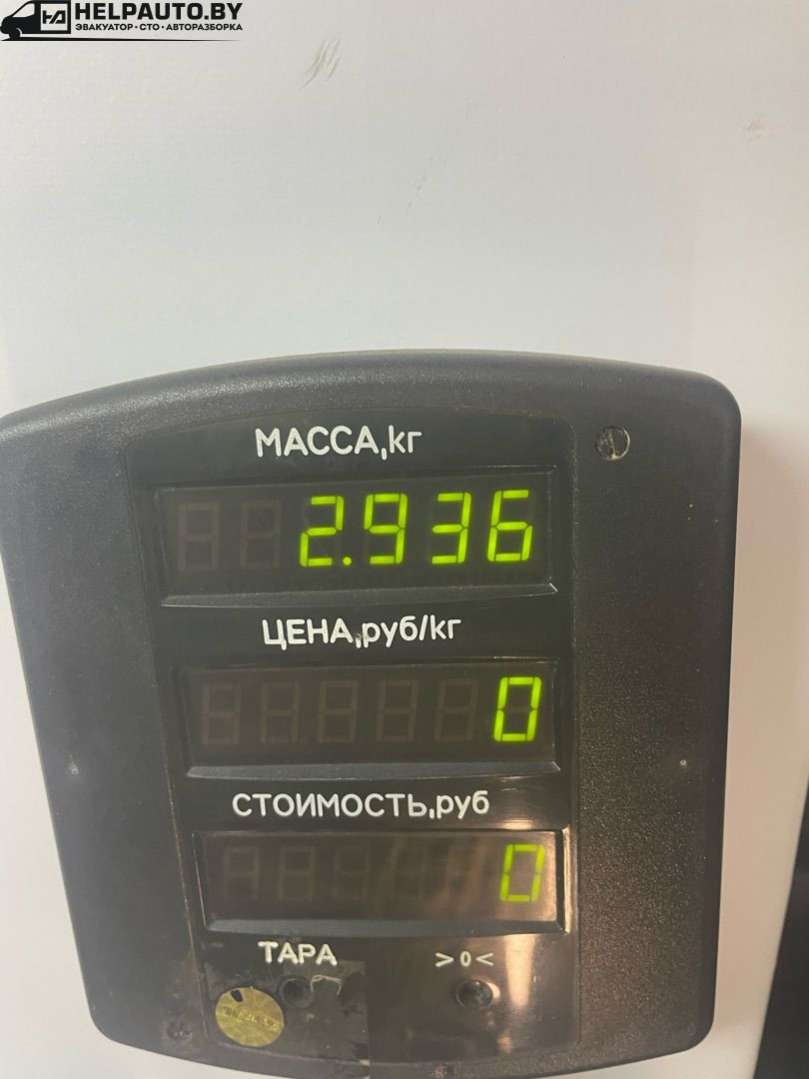 HELPAUTO.BY
ЭВАКУАТОР•СТО•АВТОРАЗБОРКА
МАССА,кг
2.936
ЦЕНА,руб/кг
0
СТОИМОСТЬ,руб
0
ТАРА >0<